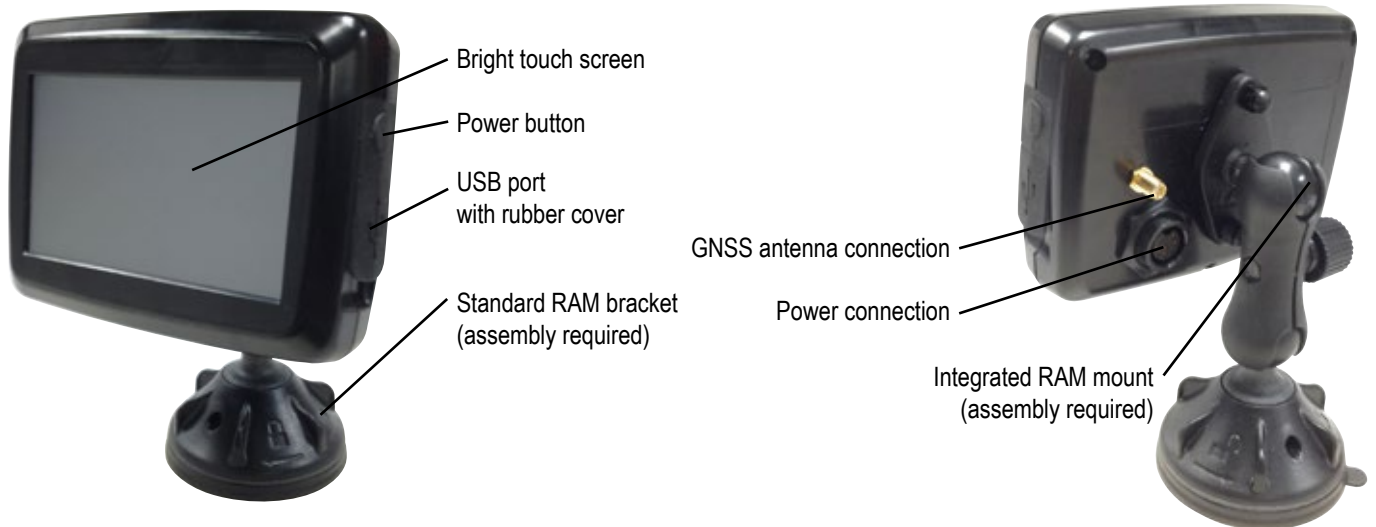 Bright touch screen
Power button
USB port
with rubber cover
Standard RAM bracket
(assembly required)
GNSS antenna connection
Power connection
Integrated RAM mount
(assembly required)